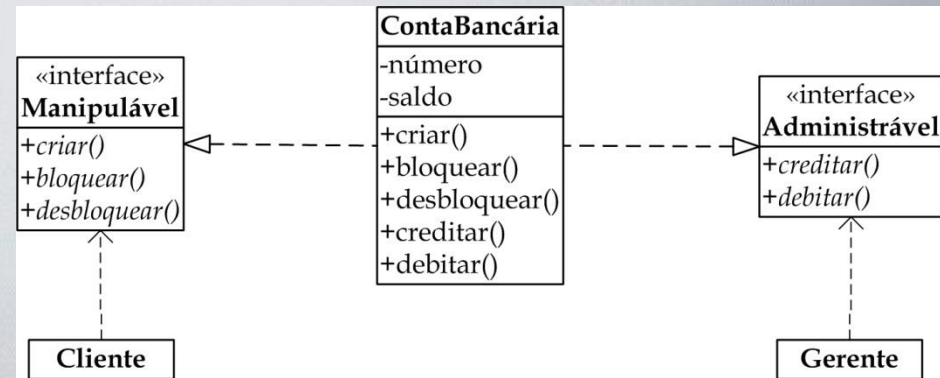 «interface»
Manipulável
+criar()
+bloquear()
+desbloquear()
Cliente
ContaBancária
-número
-saldo
+criar()
+bloquear()
+desbloquear()
+creditar()
+debitar()
«interface»
Administrável
+creditar()
+debitar()
Gerente